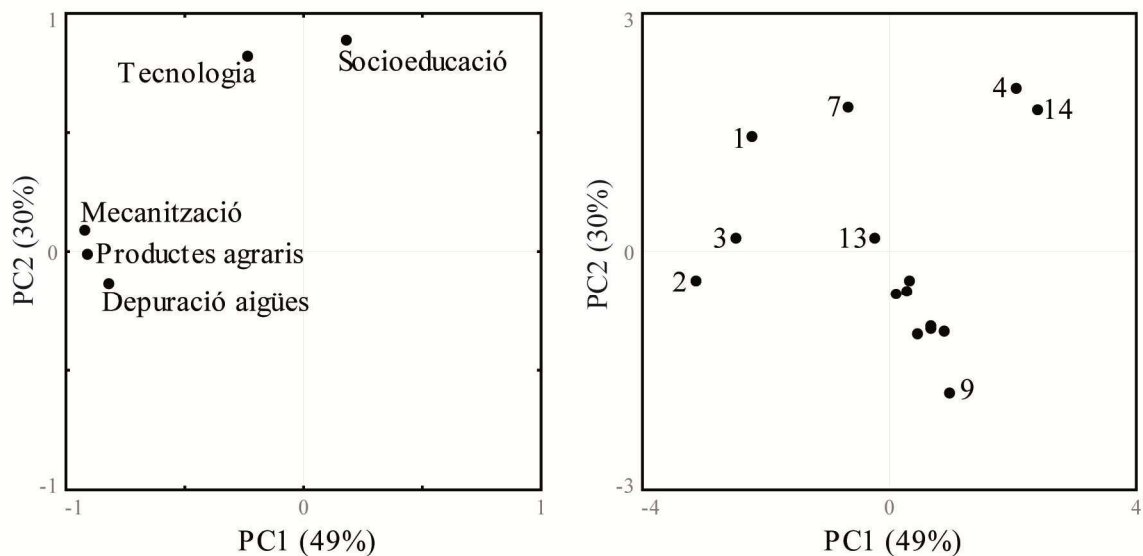 1
Tecnologia
Socioeducació
PC2 (30%)
Mecanització
0
Productes agraris
Depuració aigües
-1
-1
0
1
PC1 (49%)
3
4
14
7
1
PC2 (30%)
3
13
0
2
9
-3
-4
0
4
PC1 (49%)